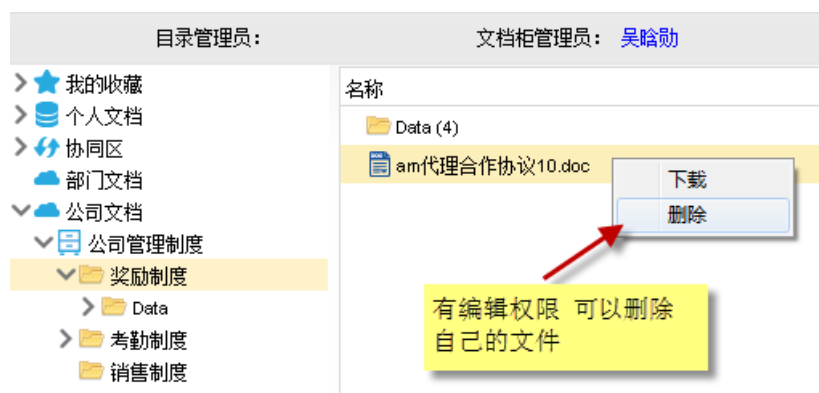 目录管理员：
文档柜管理员： 吴晗勋
我的收藏
个人文档
协同区
部门文档
公司文档
公司管理制度
奖励制度
Data
考勤制度
销售制度
名称
Data (4)
am代理合作协议10.doc
下载
删除
有编辑权限 可以删除
自己的文件